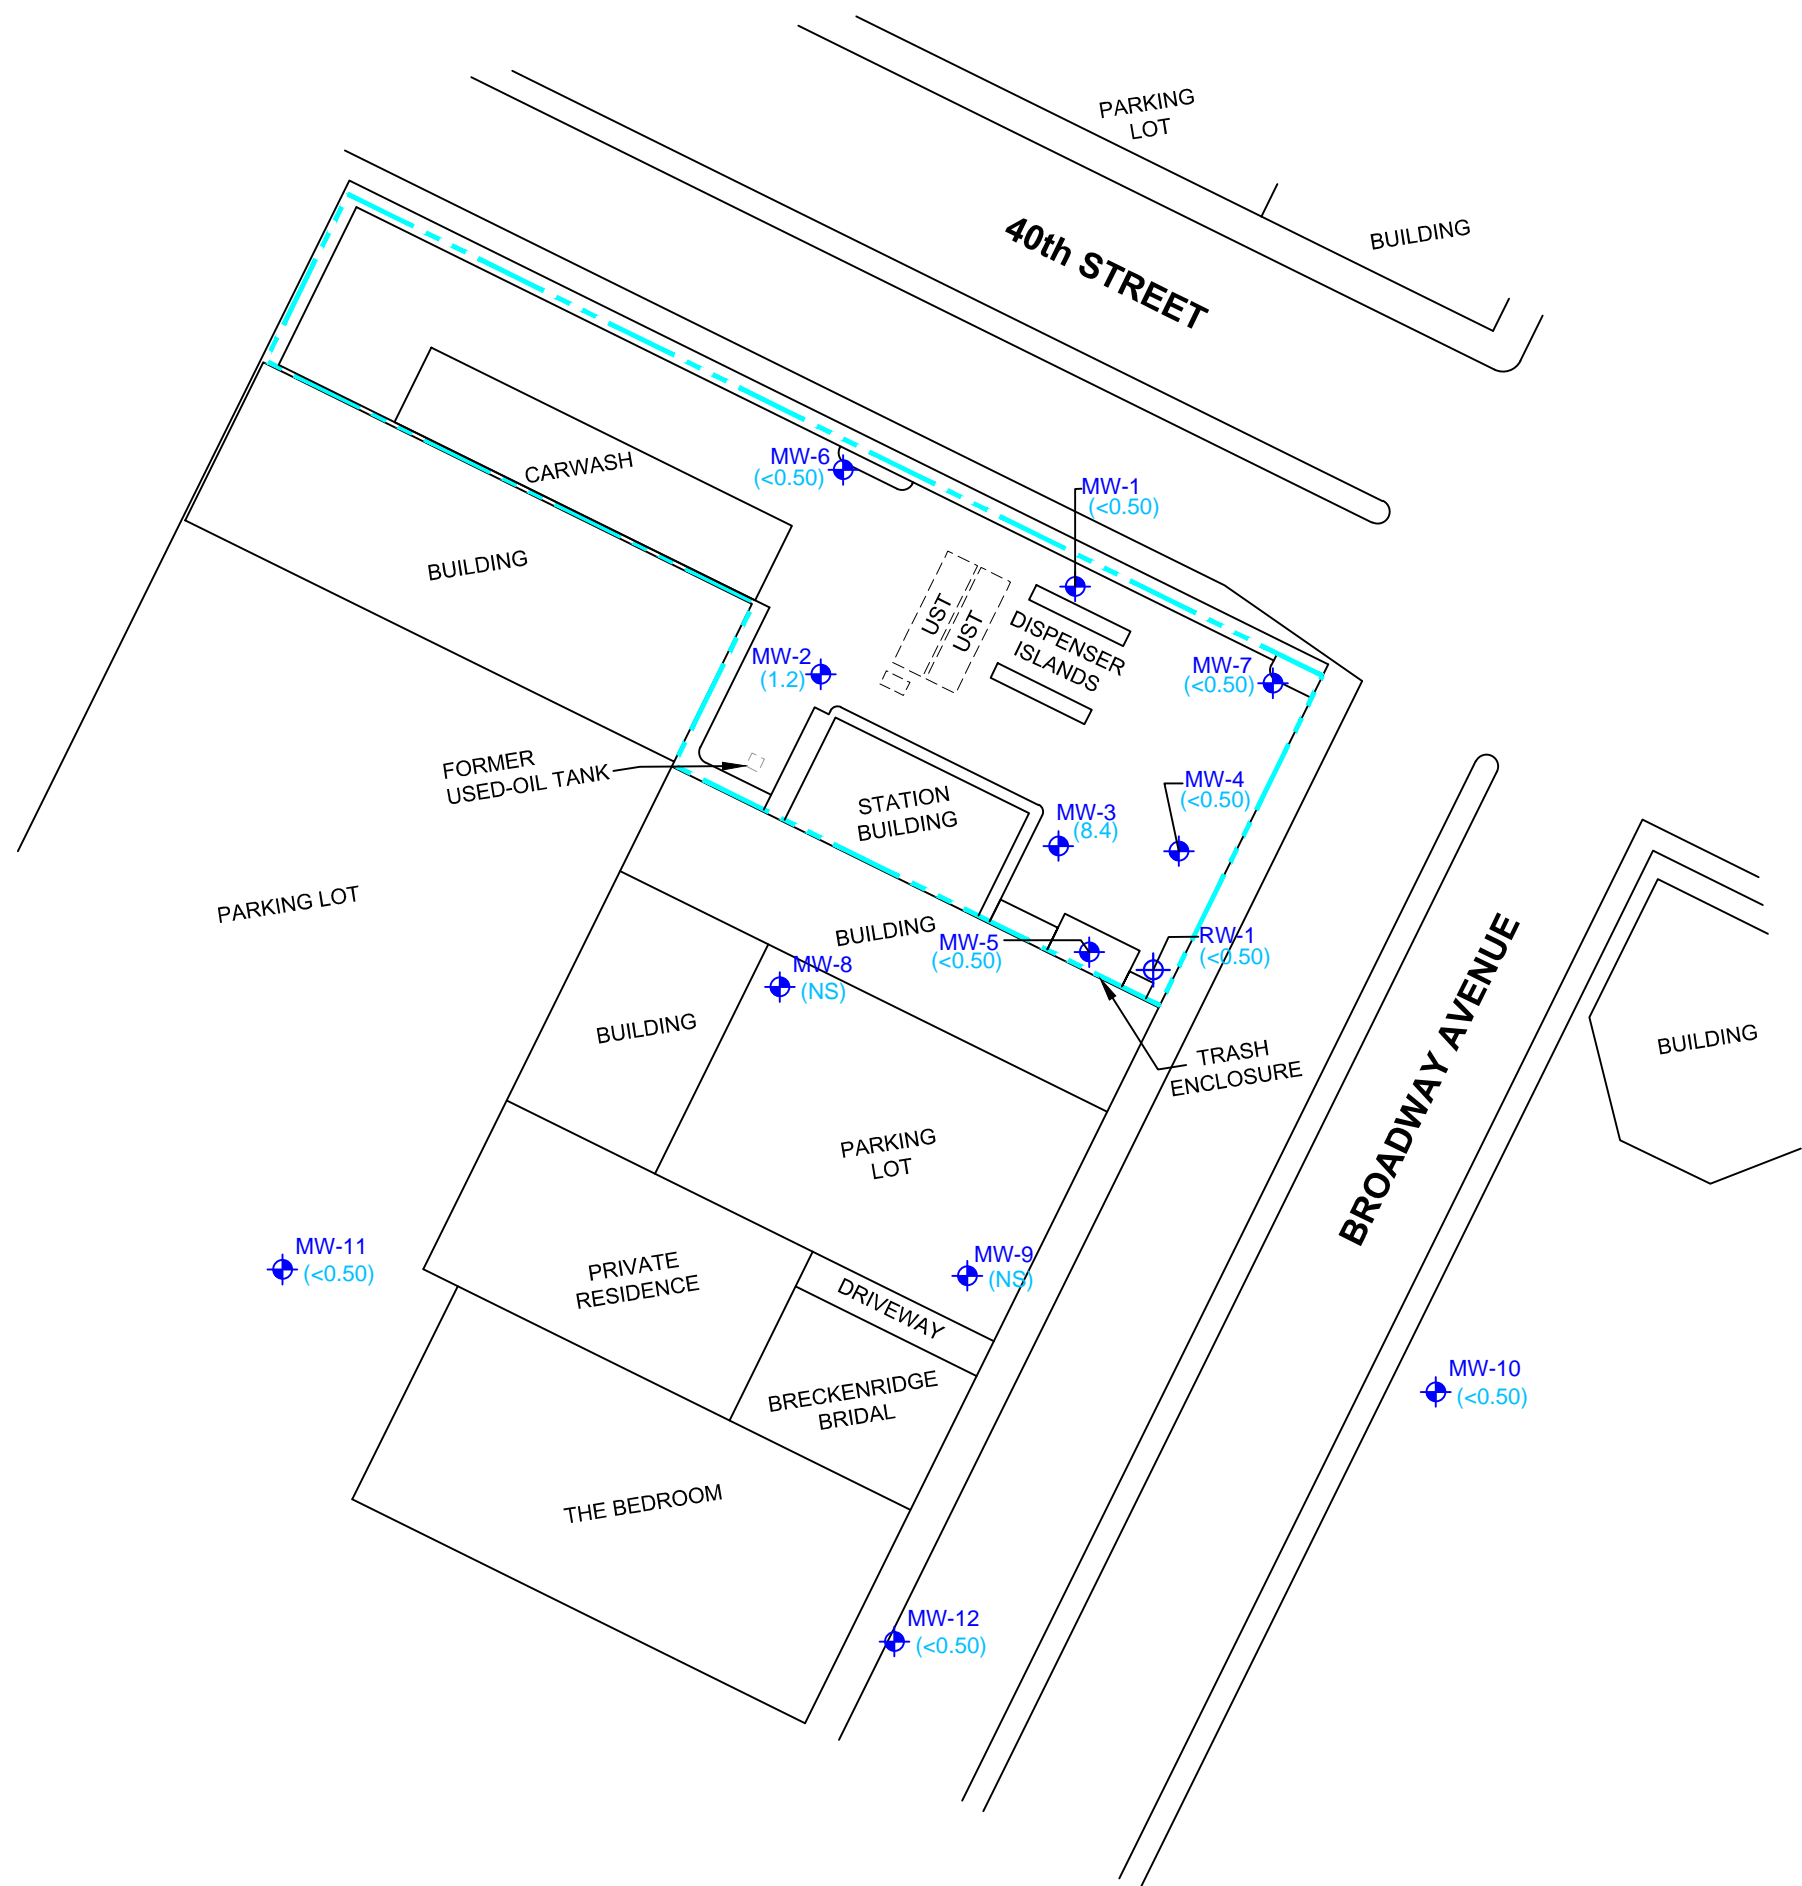 PARKING
LOT
BUILDING
40th STREET
CARWASH
MW-6
(<0.50)
MW-1
(<0.50)
BUILDING
UST
UST
DISPENSER
ISLANDS
MW-2
(1.2)
MW-7
(<0.50)
FORMER
USED-OIL TANK
STATION
BUILDING
MW-3
(8.4)
MW-4
(<0.50)
PARKING LOT
BUILDING
MW-5
(<0.50)
RW-1
(<0.50)
MW-8
(NS)
BUILDING
TRASH
ENCLOSURE
BROADWAY AVENUE
BUILDING
PARKING
LOT
MW-11
(<0.50)
PRIVATE
RESIDENCE
MW-9
(NS)
DRIVEWAY
BRECKENRIDGE
BRIDAL
MW-10
(<0.50)
THE BEDROOM
MW-12
(<0.50)